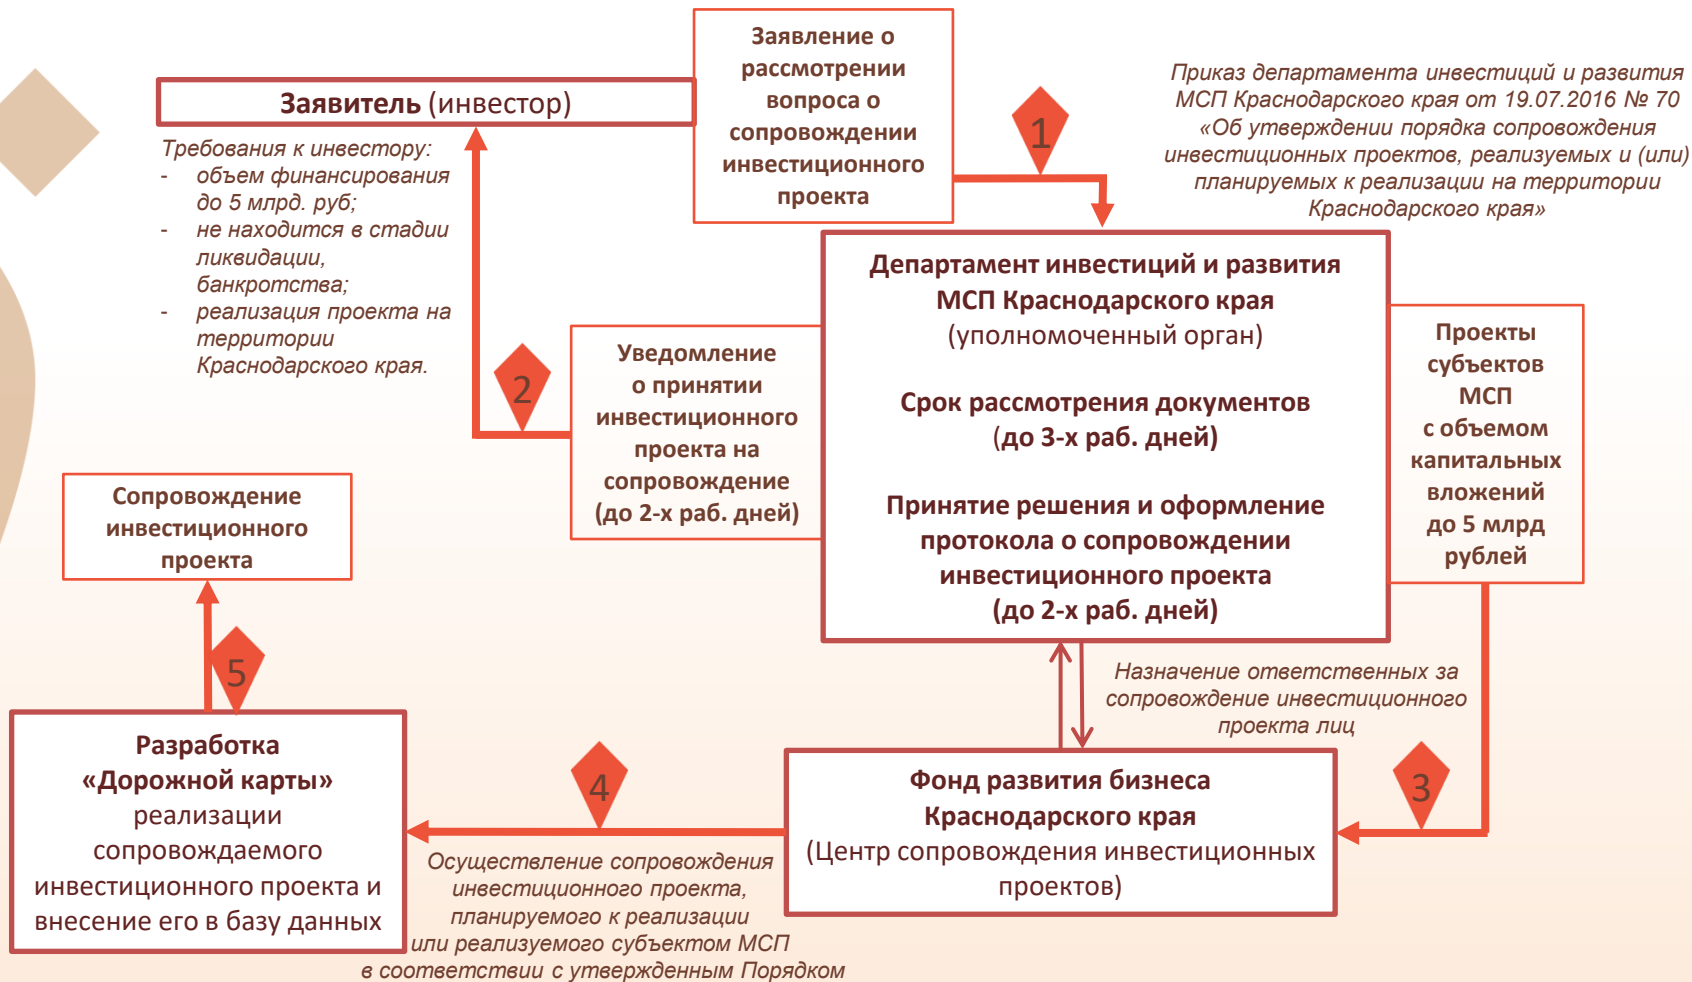 Заявление о
рассмотрении
вопроса о
сопровождении
инвестиционного
проекта
Заявитель (инвестор)
Требования к инвестору:
- объем финансирования
до 5 млрд. руб;
- не находится в стадии
ликвидации,
банкротства;
- реализация проекта на
территории
Краснодарского края.
1
Приказ департамента инвестиций и развития
МСП Краснодарского края от 19.07.2016 № 70
«Об утверждении порядка сопровождения
инвестиционных проектов, реализуемых и (или)
планируемых к реализации на территории
Краснодарского края»
Департамент инвестиций и развития
МСП Краснодарского края
(уполномоченный орган)
Срок рассмотрения документов
(до 3-х раб. дней)
Принятие решения и оформление
протокола о сопровождении
инвестиционного проекта
(до 2-х раб. дней)
2
Уведомление
о принятии
инвестиционного
проекта на
сопровождение
(до 2-х раб. дней)
Проекты
субъектов
МСП
с объемом
капитальных
вложений
до 5 млрд
рублей
Назначение ответственных за
сопровождение инвестиционного
проекта лиц
3
Фонд развития бизнеса
Краснодарского края
(Центр сопровождения инвестиционных
проектов)
4
Осуществление сопровождения
инвестиционного проекта,
планируемого к реализации
или реализуемого субъектом МСП
в соответствии с утвержденным Порядком
Разработка
«Дорожной карты»
реализации
сопровождаемого
инвестиционного проекта и
внесение его в базу данных
5
Сопровождение
инвестиционного
проекта